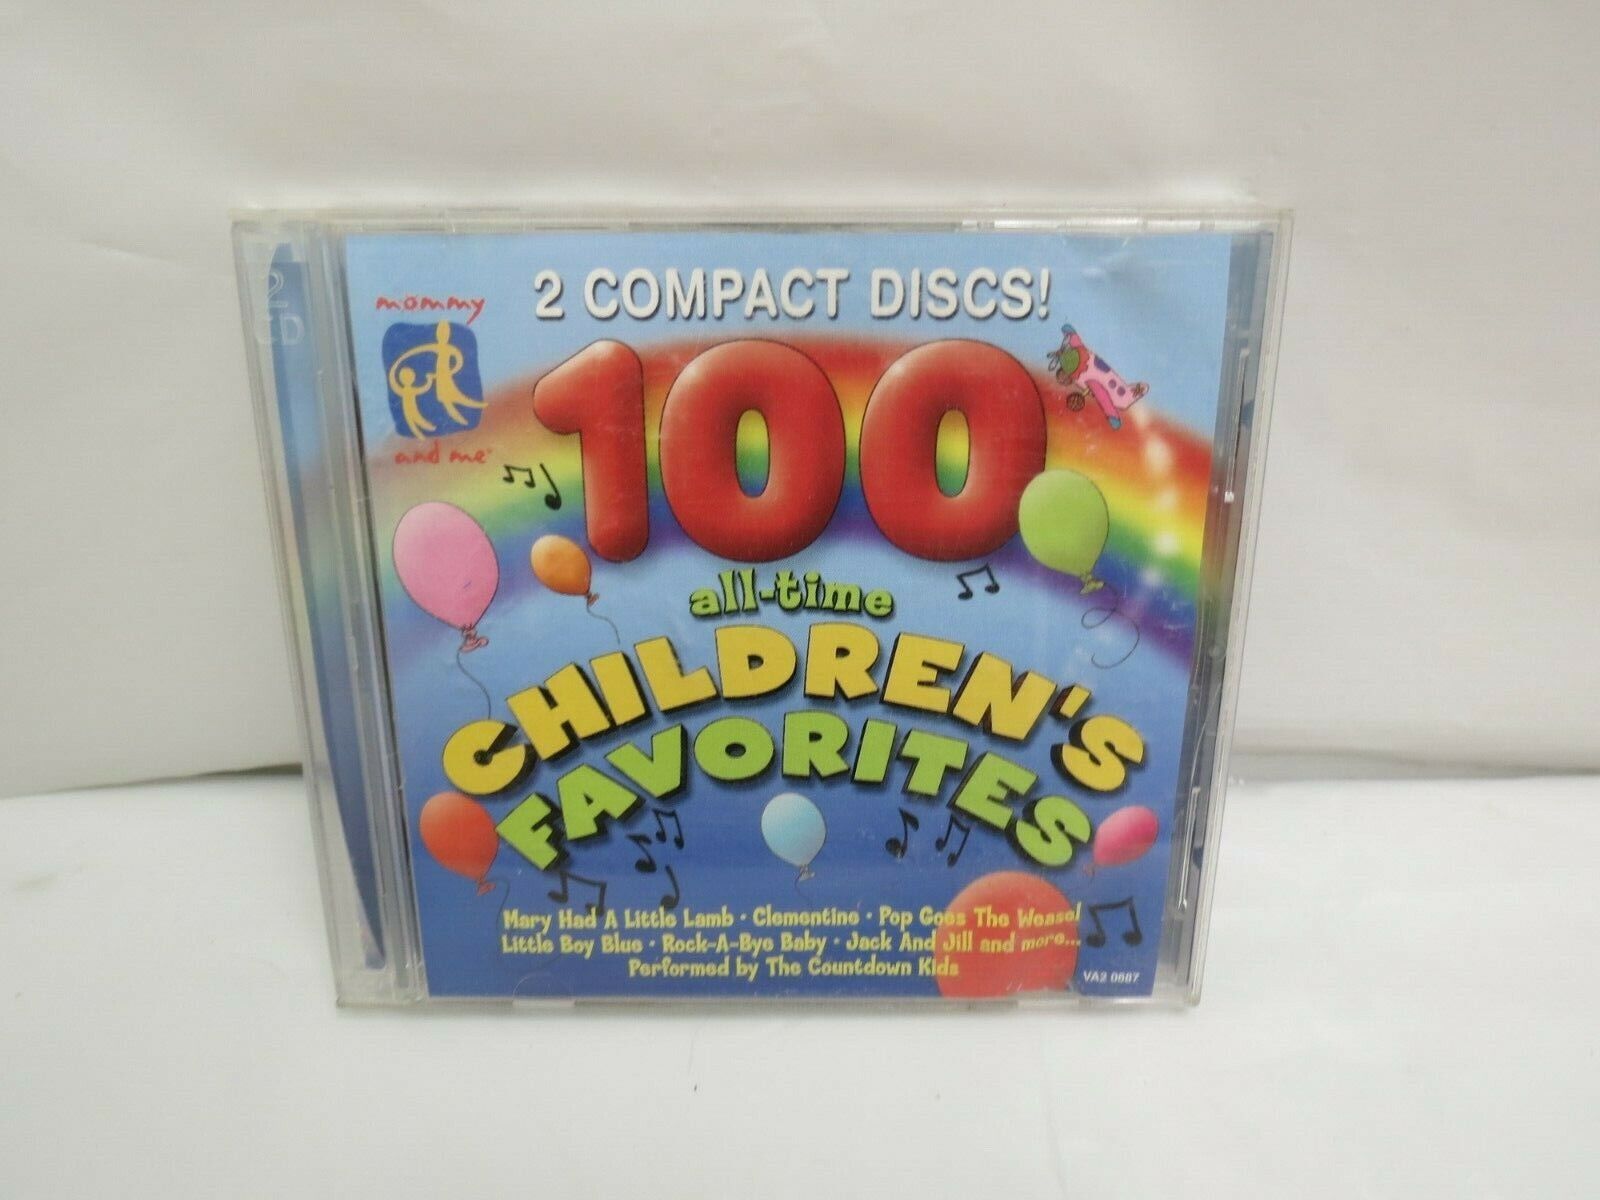 2 COMPACT DISCS!
mommy
and me
2
CD
100
all-time
CHILDREN'S
FAVORITES
Mary Had A Little Lamb • Clementine • Pop Goes The Weasel
Little Boy Blue • Rock-A-Bye Baby • Jack And Jill and more...
Performed by The Countdown Kids
VA2 0687